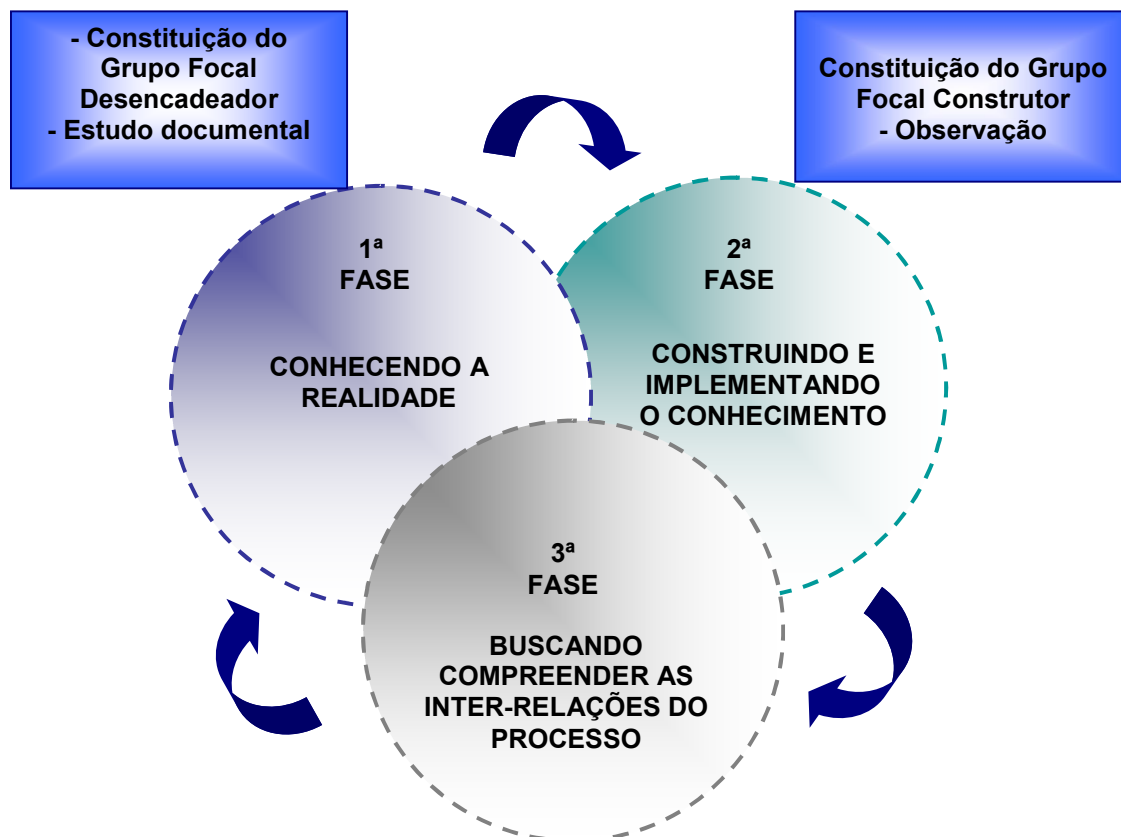 - Constituição do
Grupo Focal
Desencadeador
- Estudo documental
Constituição do Grupo
Focal Construtor
- Observação
1ª
FASE
CONHECENDO A
REALIDADE
2ª
FASE
CONSTRUINDO E
IMPLEMENTANDO
O CONHECIMENTO
3ª
FASE
BUSCANDO
COMPREENDER AS
INTER-RELAÇÕES DO
PROCESSO